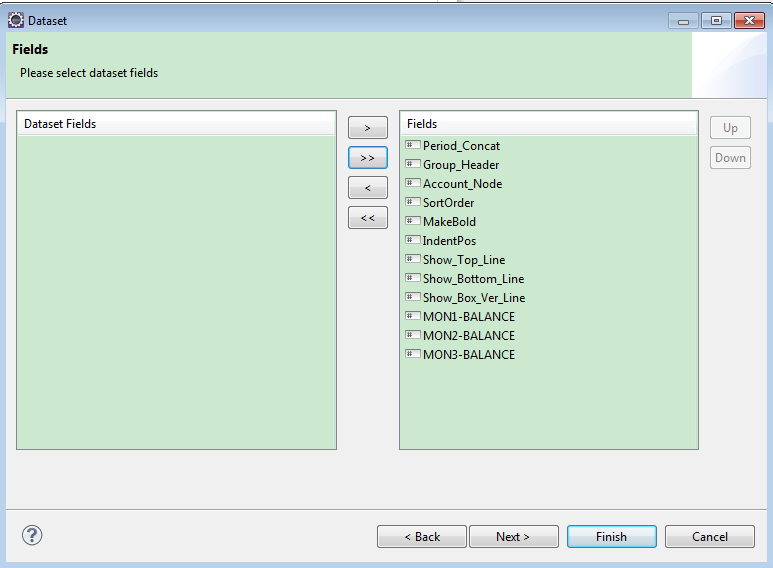 Dataset
Fields
Please select dataset fields
Dataset Fields
>
>>
<
<<
Fields
# Period_Concat
# Group_Header
# Account_Node
# SortOrder
# MakeBold
# IndentPos
# Show_Top_Line
# Show_Bottom_Line
# Show_Box_Ver_Line
# MON1-BALANCE
# MON2-BALANCE
# MON3-BALANCE
Up
Down
?
< Back
Next >
Finish
Cancel